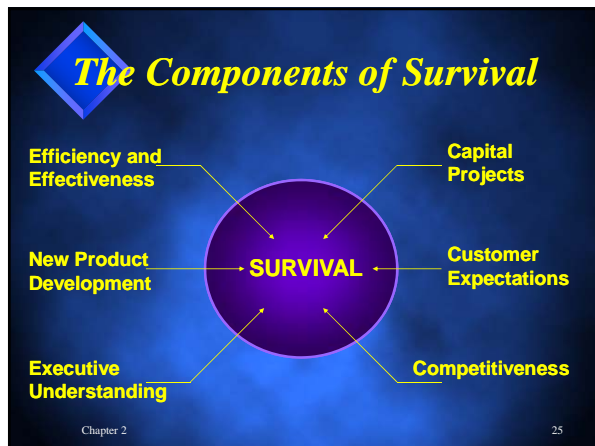 The Components of Survival
Efficiency and
Effectiveness
Capital
Projects
New Product
Development
SURVIVAL
Customer
Expectations
Executive
Understanding
Competitiveness
Chapter 2
25